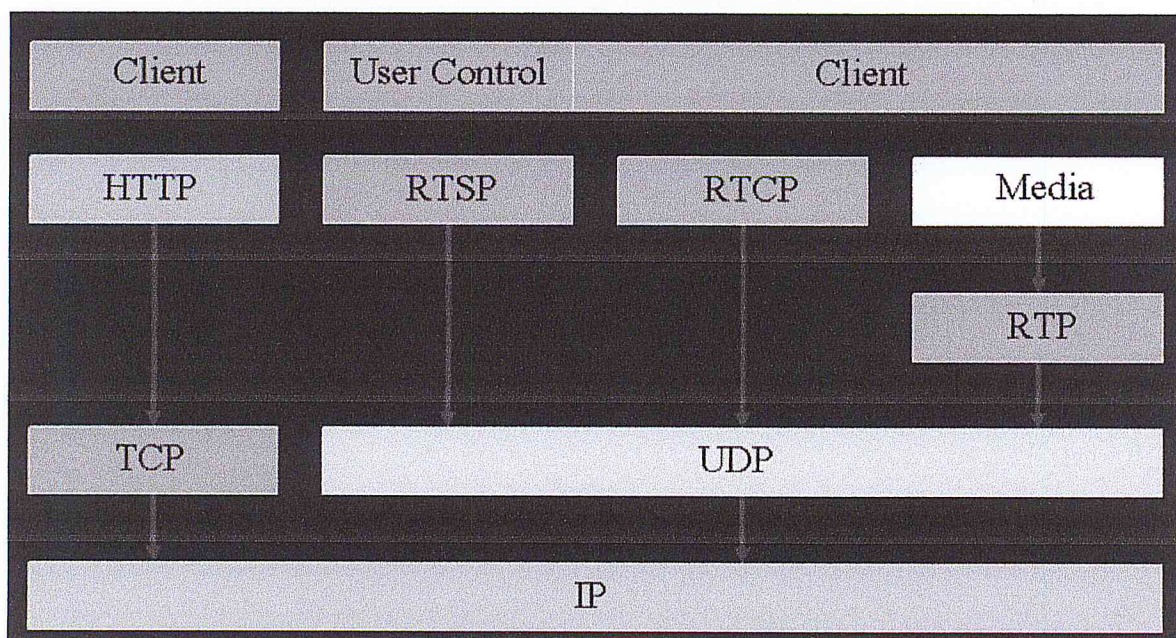 Client User Control Client
HTTP RTSP RTCP Media
RTP
TCP UDP
IP